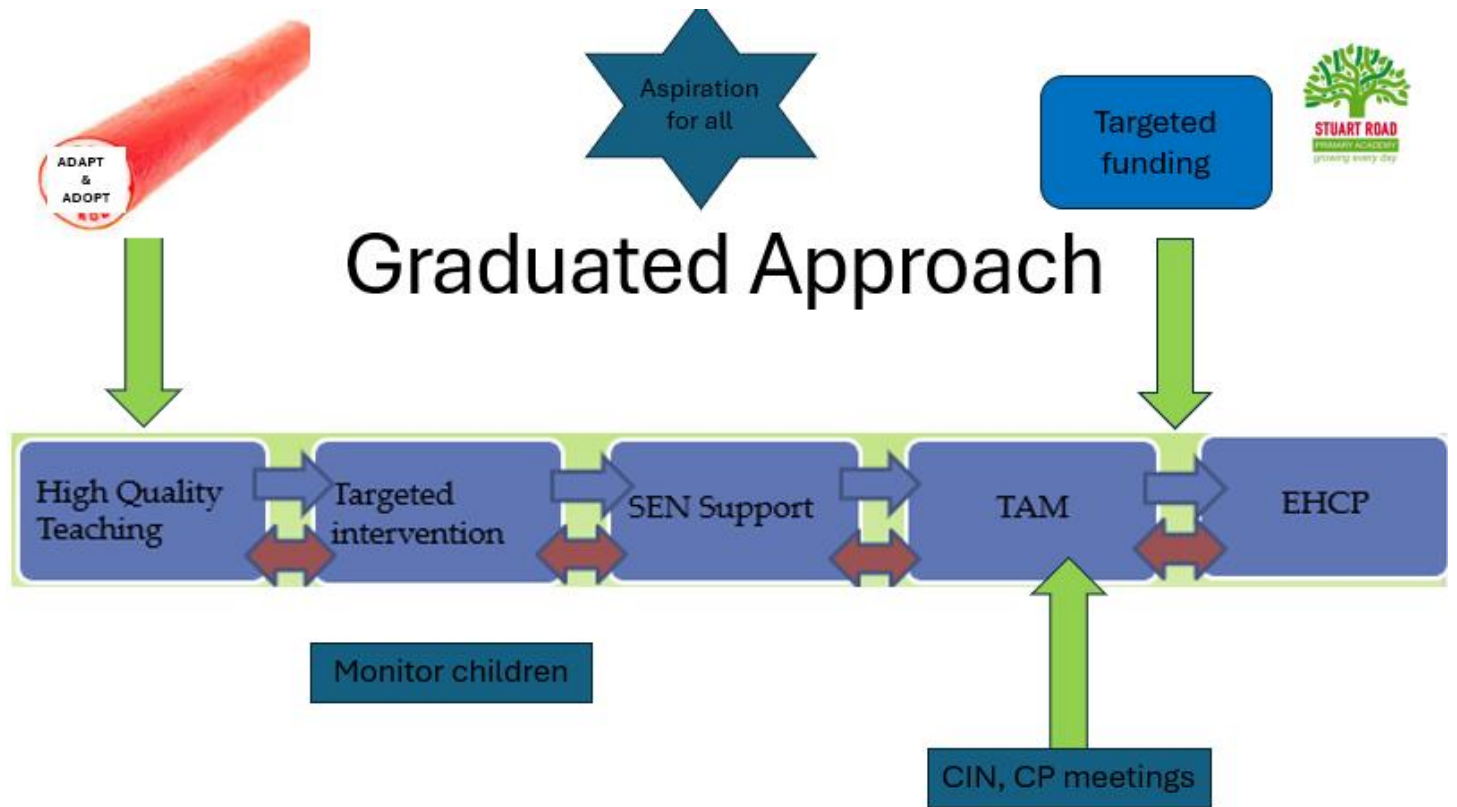 ADAPT
&
ADOPT
Aspiration
for all
Targeted
funding
STUART ROAD
PRIMARY ACADEMY
growing every day
Graduated Approach
High Quality
Teaching
Targeted
intervention
SEN Support
TAM
EHCP
Monitor children
CIN, CP meetings